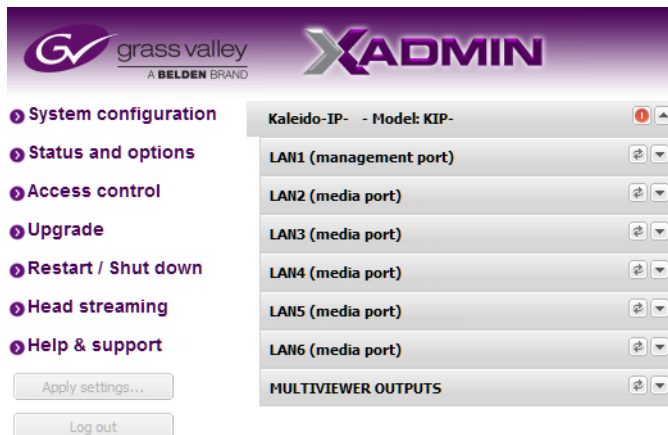 grass valley
A BELDEN BRAND
XADMIN
System configuration
Status and options
Access control
Upgrade
Restart / Shut down
Head streaming
Help & support
Apply settings...
Log out
Kaleido-IP- - Model: KIP-
LAN1 (management port)
LAN2 (media port)
LAN3 (media port)
LAN4 (media port)
LAN5 (media port)
LAN6 (media port)
MULTIVIEWER OUTPUTS